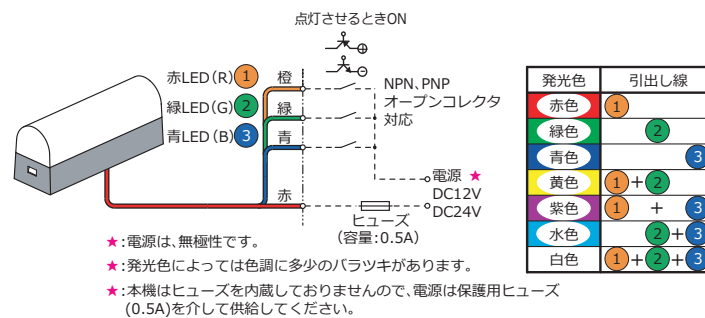 点灯させるときON
⊕
⊖
赤LED(R) 1 橙
緑LED(G) 2 緑
青LED(B) 3 青
NPN、PNP
オープンコレクタ
対応
赤
電源 ★
DC12V
DC24V
ヒューズ
(容量:0.5A)
★:電源は、無極性です。
★:発光色によっては色調に多少のバラツキがあります。
★:本機はヒューズを内蔵しておりませんので、電源は保護用ヒューズ
(0.5A)を介して供給してください。
発光色 引出し線
赤色 1
緑色 2
青色 3
黄色 1+2
紫色 1 + 3
水色 2+3
白色 1+2+3